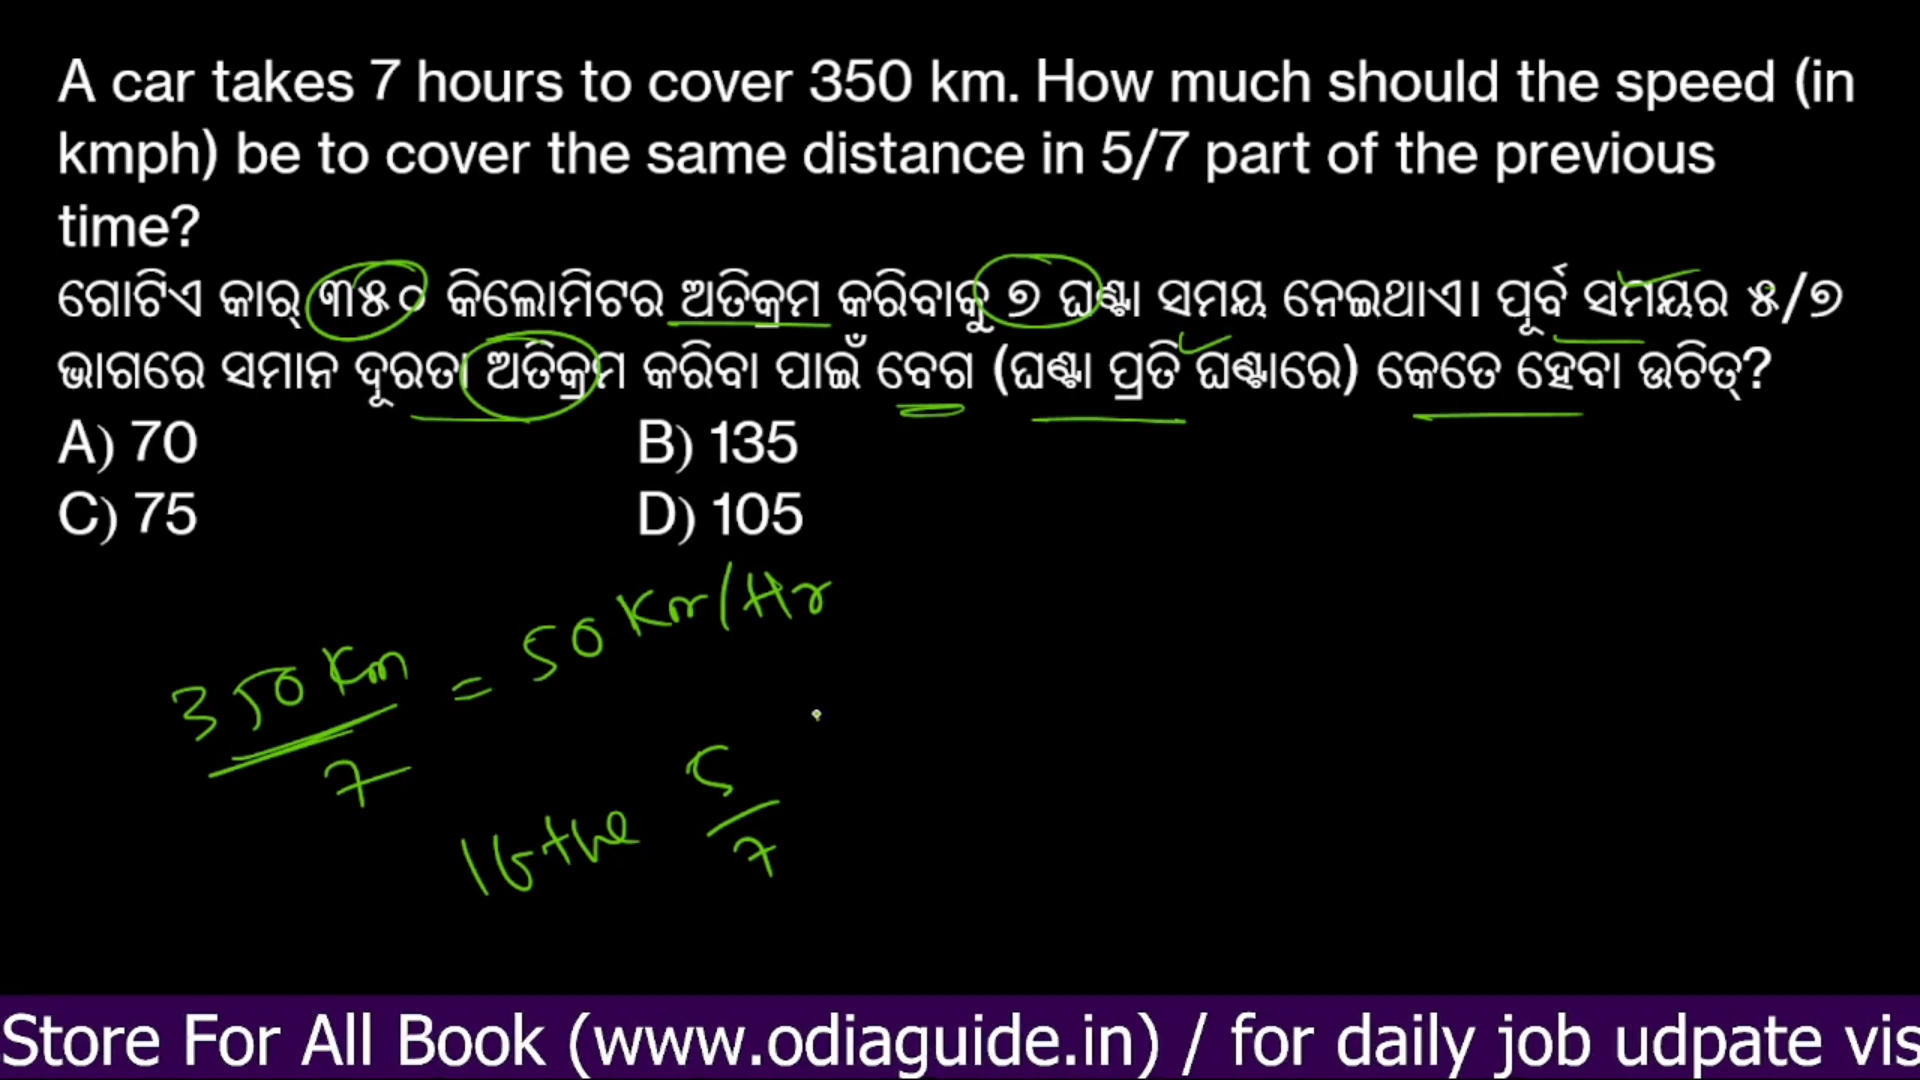 A car takes 7 hours to cover 350 km. How much should the speed (in
kmph) be to cover the same distance in 5/7 part of the previous
time?
ଗୋଟିଏ କାର୍ ୩୫୦ କିଲୋମିଟର ଅତିକ୍ରମ କରିବାକୁ ୭ ଘଣ୍ଟା ସମୟ ନେଇଥାଏ। ପୂର୍ବ ସମୟର ୫/୭
ଭାଗରେ ସମାନ ଦୂରତା ଅତିକ୍ରମ କରିବା ପାଇଁ ବେଗ (ଘଣ୍ଟା ପ୍ରତି ଘଣ୍ଟାରେ) କେତେ ହେବା ଉଚିତ୍?
A) 70 B) 135
C) 75 D) 105
350 Km = 50 Km/Hr
7
5
7
Store For All Book (www.odiaguide.in) / for daily job udpate vis